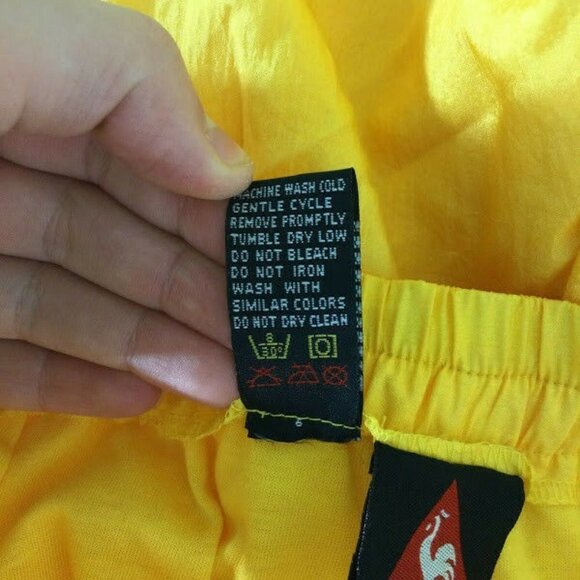 MACHINE WASH COLD
GENTLE CYCLE
REMOVE PROMPTLY
TUMBLE DRY LOW
DO NOT BLEACH
DO NOT IRON
WASH WITH
SIMILAR COLORS
DO NOT DRY CLEAN
30°